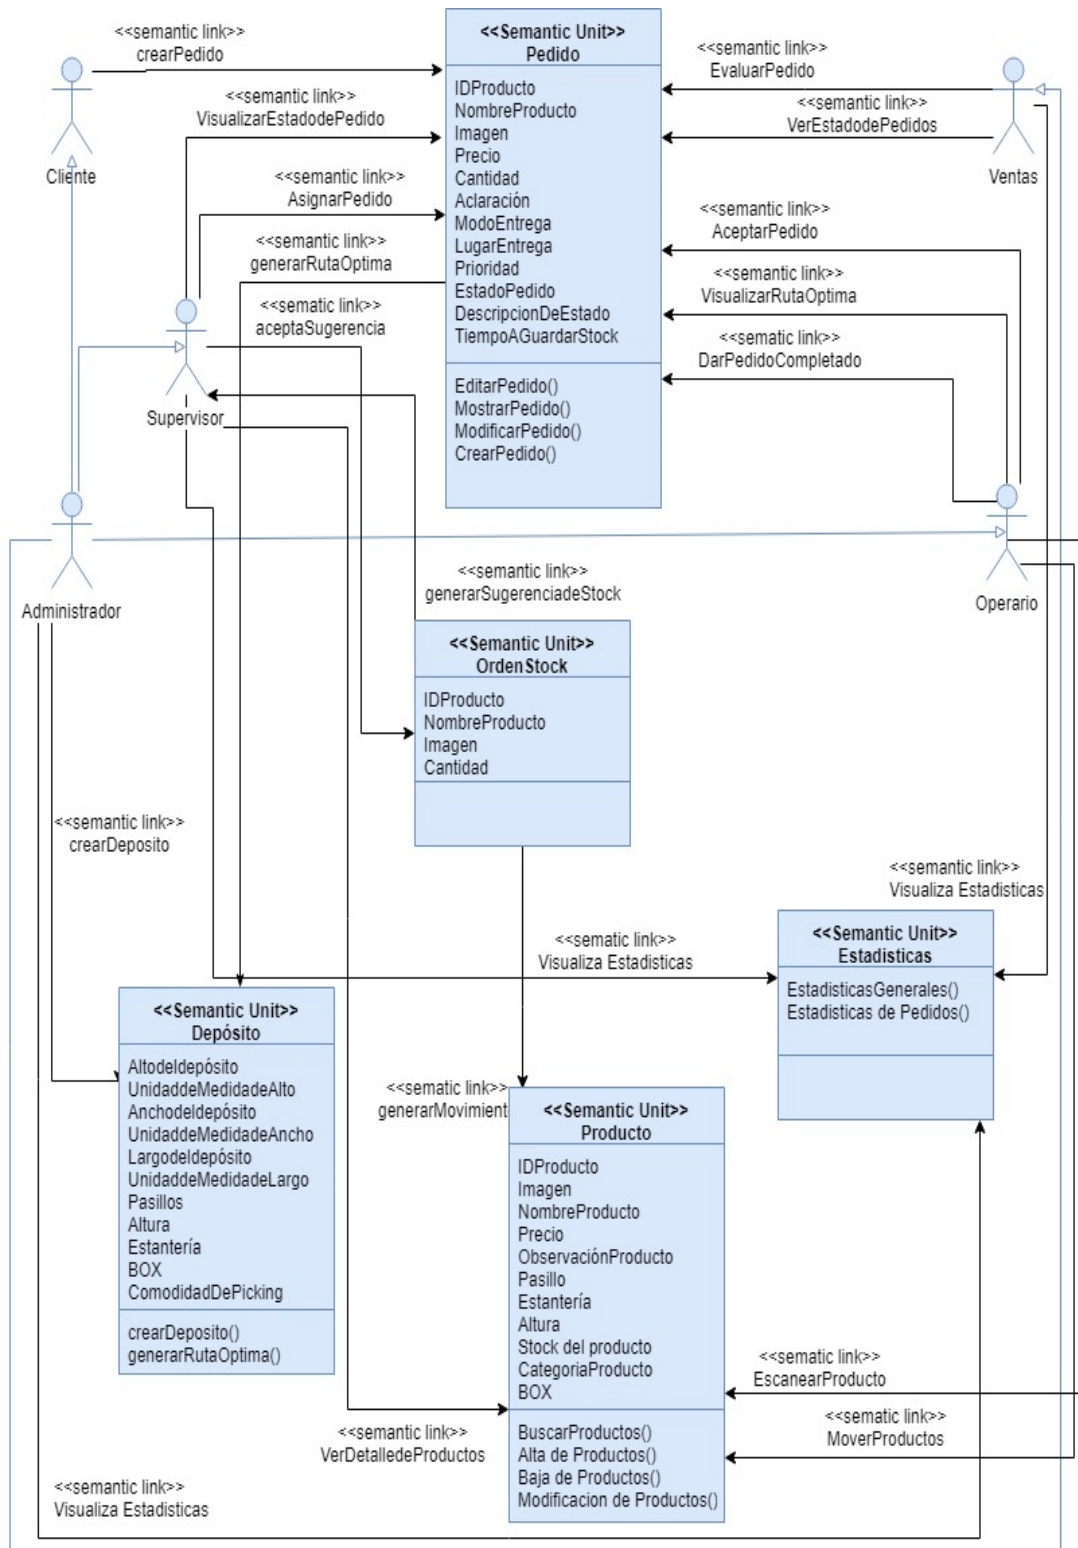 <<semantic link>>
crearPedido
<<semantic link>>
VisualizarEstadodePedido
<<sematic link>>
AsignarPedido
<<semantic link>>
generarRutaOptima
<<sematic link>>
aceptaSugerencia
Cliente
Supervisor
Administrador
<<Semantic Unit>>
Pedido
IDProducto
NombreProducto
Imagen
Precio
Cantidad
Aclaración
ModoEntrega
LugarEntrega
Prioridad
EstadoPedido
DescripcionDeEstado
TiempoAGuardarStock
EditarPedido()
MostrarPedido()
ModificarPedido()
CrearPedido()
<<semantic link>>
EvaluarPedido
<<semantic link>>
VerEstadodePedidos
Ventas
<<semantic link>>
AceptarPedido
<<semantic link>>
VisualizarRutaOptima
<<sematic link>>
DarPedidoCompletado
Operario
<<semantic link>>
generarSugerenciadeStock
<<Semantic Unit>>
OrdenStock
IDProducto
NombreProducto
Imagen
Cantidad
<<semantic link>>
crearDeposito
<<semantic link>>
Visualiza Estadisticas
<<sematic link>>
Visualiza Estadisticas
<<Semantic Unit>>
Estadisticas
EstadisticasGenerales()
Estadisticas de Pedidos()
<<Semantic Unit>>
Depósito
Altodeldepósito
UnidaddeMedidadeAlto
Anchodeldepósito
UnidaddeMedidadeAncho
Largodeldepósito
UnidaddeMedidadeLargo
Pasillos
Altura
Estantería
BOX
ComodidadDePicking
crearDeposito()
generarRutaOptima()
<<sematic link>>
generarMovimient
<<Semantic Unit>>
Producto
IDProducto
Imagen
NombreProducto
Precio
ObservaciónProducto
Pasillo
Estantería
Altura
Stock del producto
CategoriaProducto
BOX
BuscarProductos()
Alta de Productos()
Baja de Productos()
Modificacion de Productos()
<<sematic link>>
EscanearProducto
<<sematic link>>
MoverProductos
<<semantic link>>
VerDetalledeProductos
<<semantic link>>
Visualiza Estadisticas